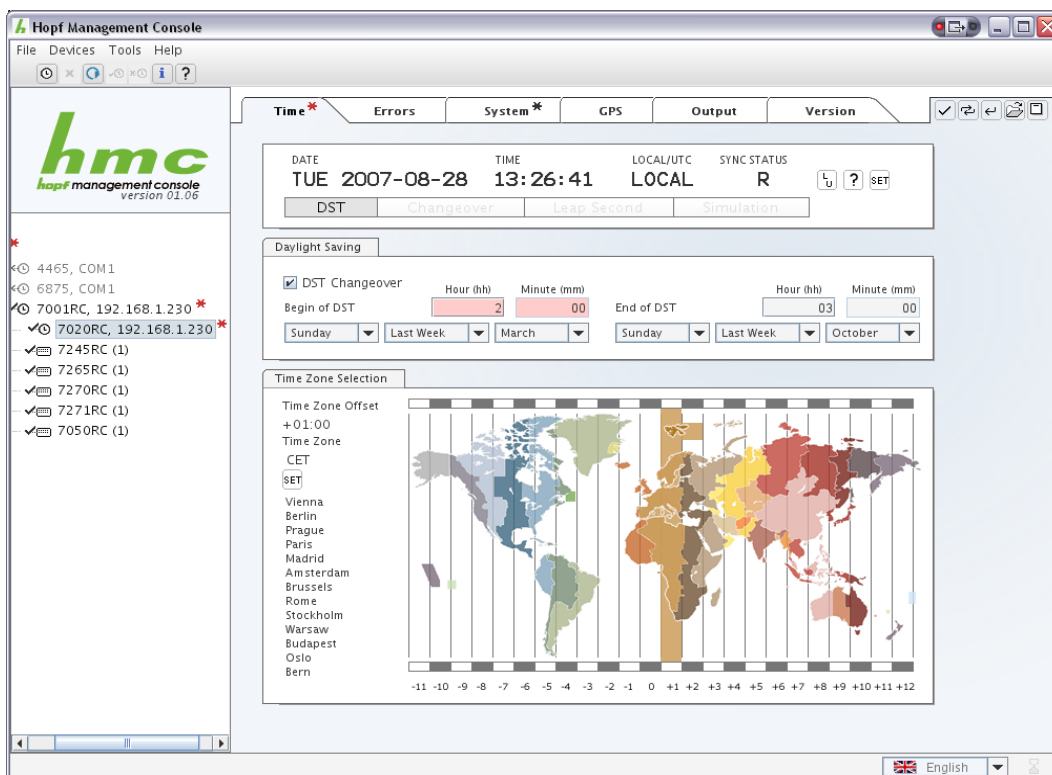 Hopf Management Console
File Devices Tools Help
i ?
hmc
hopf management console
version 01.06
*
4465, COM1
6875, COM1
7001RC, 192.168.1.230 *
7020RC, 192.168.1.230 *
7245RC (1)
7265RC (1)
7270RC (1)
7271RC (1)
7050RC (1)
Time* Errors System* GPS Output Version
DATE TIME LOCAL/UTC SYNC STATUS
TUE 2007-08-28 13:26:41 LOCAL R L U ? SET
DST Changeover Leap Second Simulation
Daylight Saving
DST Changeover
Hour (hh) Minute (mm) Hour (hh) Minute (mm)
Begin of DST 2 00 End of DST 03 00
Sunday Last Week March Sunday Last Week October
Time Zone Selection
Time Zone Offset
+01:00
Time Zone
CET
SET
Vienna
Berlin
Prague
Paris
Madrid
Amsterdam
Brussels
Rome
Stockholm
Warsaw
Budapest
Oslo
Bern
-11 -10 -9 -8 -7 -6 -5 -4 -3 -2 -1 0 +1 +2 +3 +4 +5 +6 +7 +8 +9 +10 +11 +12
English